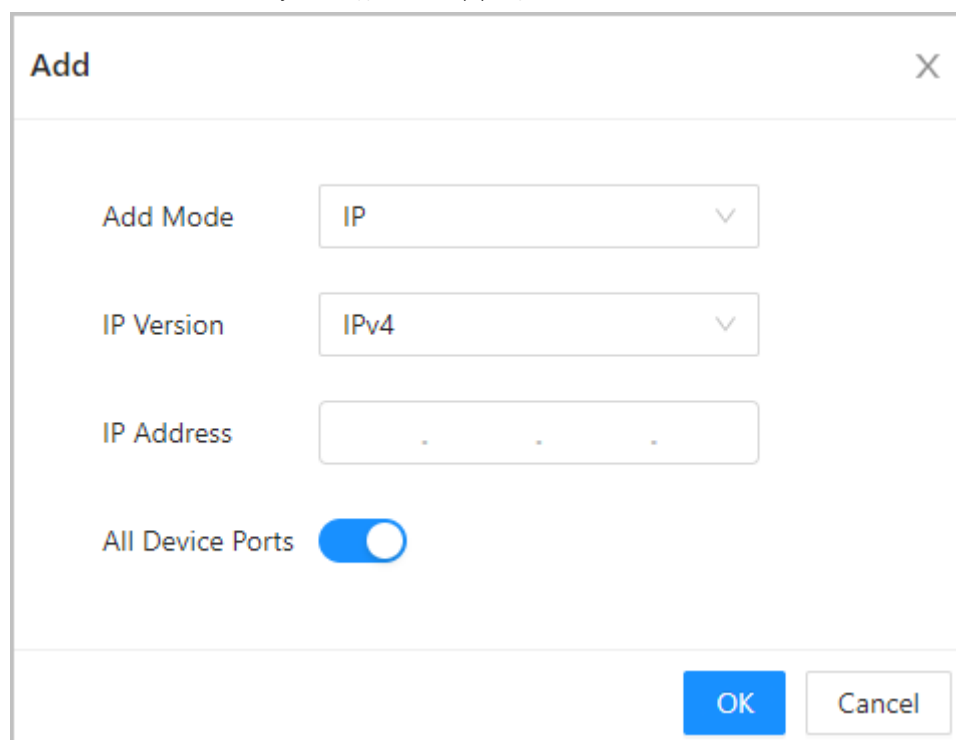 Add
Add Mode IP
IP Version IPv4
IP Address . . .
All Device Ports
OK Cancel